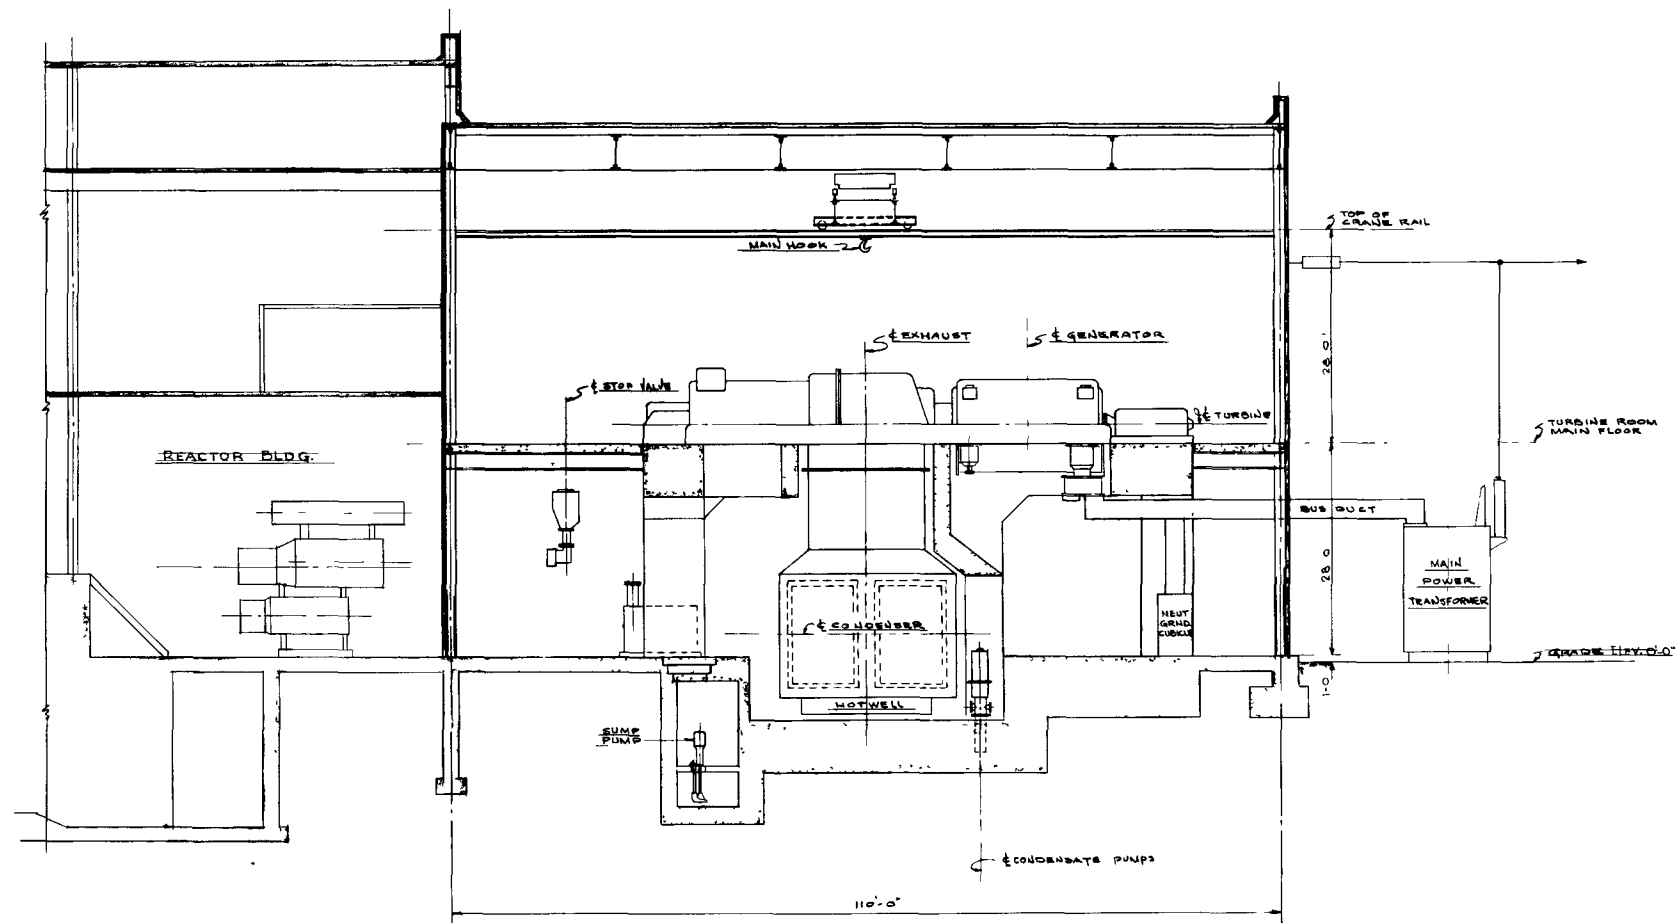 TOP OF
CRANE RAIL
MAIN HOOK
℄ EXHAUST
℄ GENERATOR
28'0"
℄ STOP VALVE
℄ TURBINE
TURBINE ROOM
MAIN FLOOR
REACTOR BLDG.
BUS DUCT
28'0
MAIN
POWER
TRANSFORMER
NEUT
GRND.
CUBICLE
℄ CONDENSER
GRADE ELEV. 0'-0"
1'-0
HOTWELL
SUMP
PUMP
℄ CONDENSATE PUMPS
110'-0"